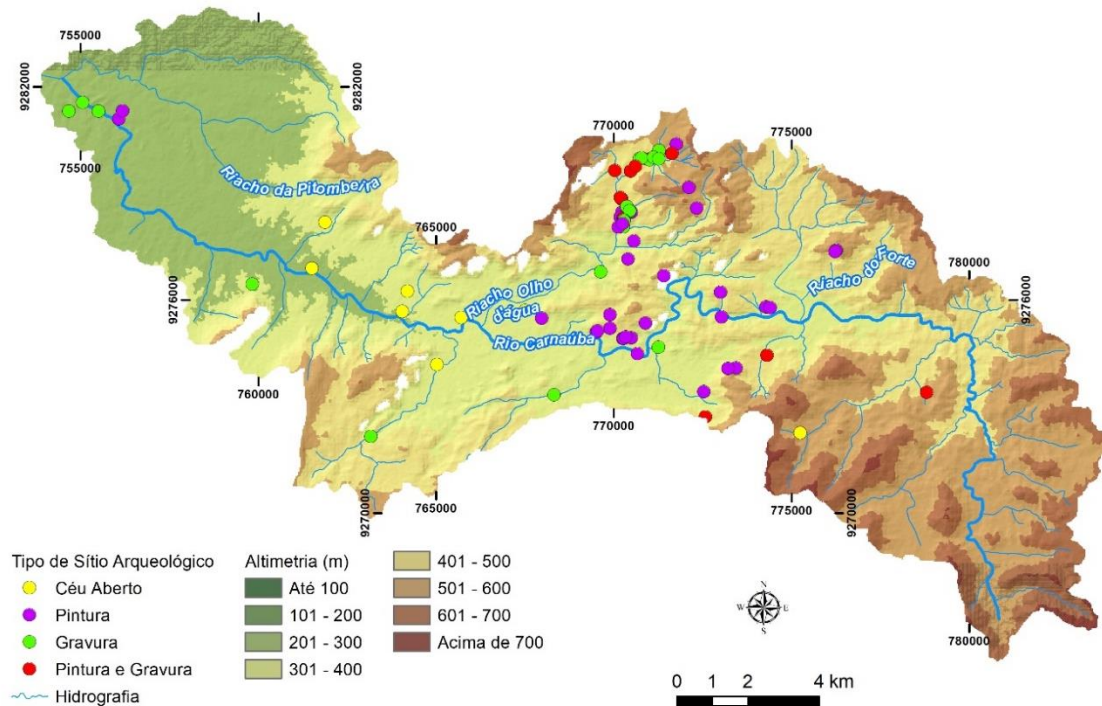 755000
9282000
9282000
755000
770000
775000
Riacho da Pitombeira
765000
Riacho do Forte
780000
9276000
9276000
Riacho Olho
d'água
Rio Carnaúba
760000
770000
765000
9270000
775000
9270000
780000
Tipo de Sítio Arqueológico
Céu Aberto
Pintura
Gravura
Pintura e Gravura
Hidrografia
Altimetria (m)
Até 100
101 - 200
201 - 300
301 - 400
401 - 500
501 - 600
601 - 700
Acima de 700
N
W E
S
0 1 2 4 km